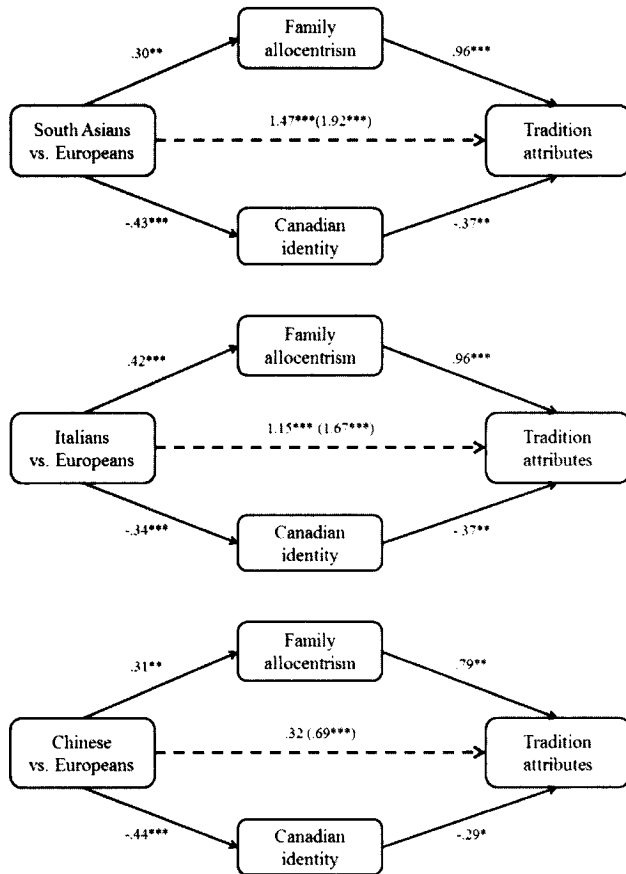 Family
allocentrism
.30**
.96***
South Asians
vs. Europeans
1.47***(1.92***)
Tradition
attributes
-.43***
-.37**
Canadian
identity
Family
allocentrism
.42***
.96***
Italians
vs. Europeans
1.15*** (1.67***)
Tradition
attributes
-.34***
-.37**
Canadian
identity
Family
allocentrism
.31**
.79**
Chinese
vs. Europeans
.32 (.69***)
Tradition
attributes
-.44***
-.29*
Canadian
identity